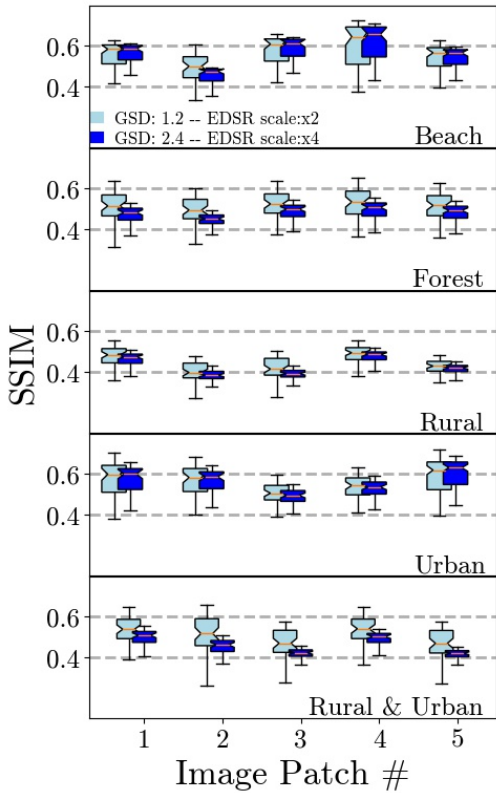 0.6
0.4
GSD: 1.2 -- EDSR scale:x2
GSD: 2.4 -- EDSR scale:x4
Beach
0.6
0.4
Forest
0.6
0.4
Rural
0.6
0.4
Urban
0.6
0.4
Rural & Urban
SSIM
1 2 3 4 5
Image Patch #